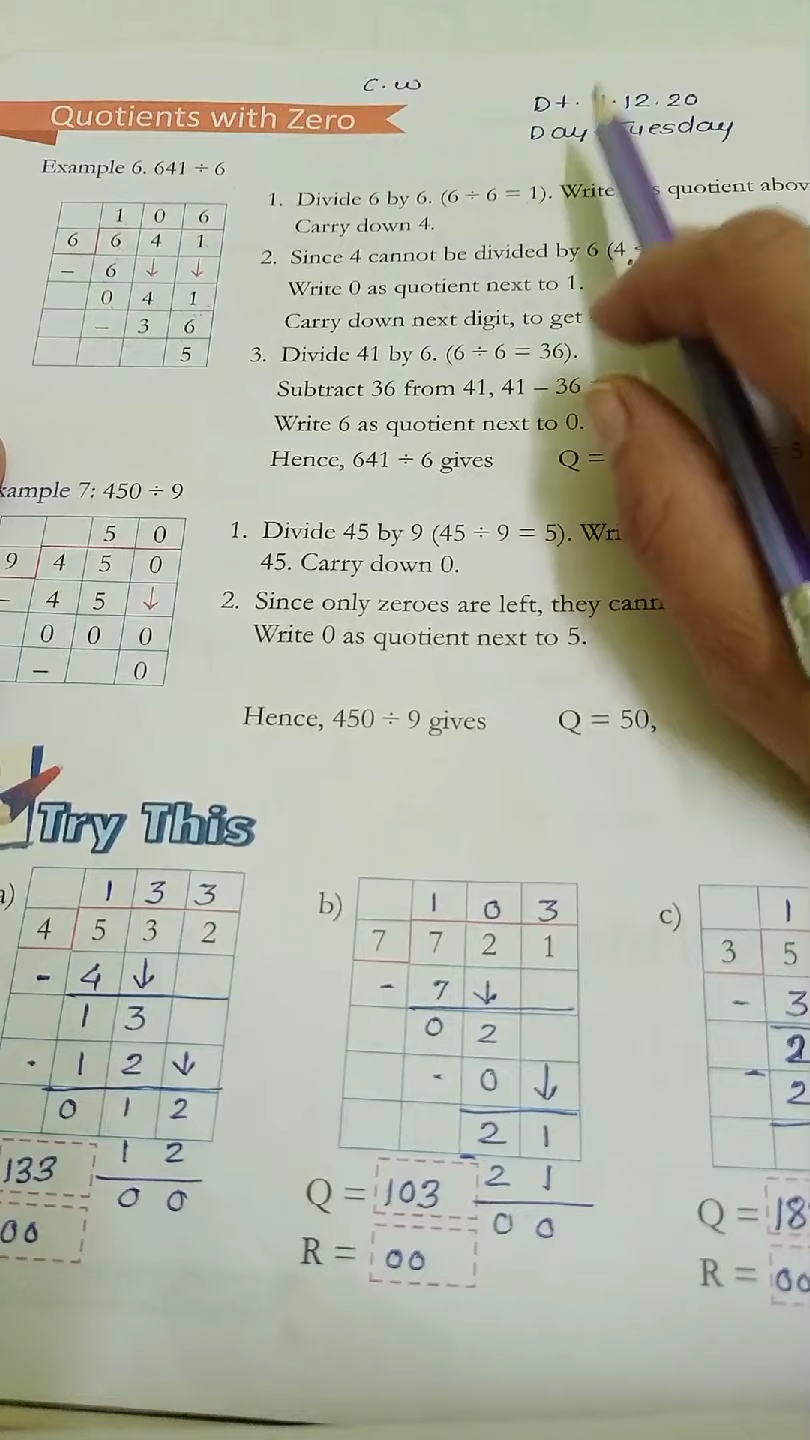 C.W
Quotients with Zero
Dt. .12.20
Day Tuesday
Example 6. 641 ÷ 6
1 0 6
6 6 4 1
– 6 ↓ ↓
0 4 1
– 3 6
5
1. Divide 6 by 6. (6 ÷ 6 = 1). Write quotient
Carry down 4.
2. Since 4 cannot be divided by 6 (4
Write 0 as quotient next to 1.
Carry down next digit, to get
3. Divide 41 by 6. (6 ÷ 6 = 36).
Subtract 36 from 41, 41 – 36
Write 6 as quotient next to 0.
Hence, 641 ÷ 6 gives Q =
7: 450 ÷ 9
5 0
9 4 5 0
– 4 5 ↓
0 0 0
– 0
1. Divide 45 by 9 (45 ÷ 9 = 5).
45. Carry down 0.
2. Since only zeroes are left, they
Write 0 as quotient next to 5.
Hence, 450 ÷ 9 gives Q = 50,
Try This
1 3 3
4 5 3 2
- 4 ↓
1 3
- 1 2 ↓
0 1 2
1 2
0 0
133
00
b)
1 0 3
7 7 2 1
- 7 ↓
0 2
- 0 ↓
2 1
- 2 1
0 0
Q = 103
R = 00
c)
1
3 5
- 3
2
- 2
Q = 18
R = 00